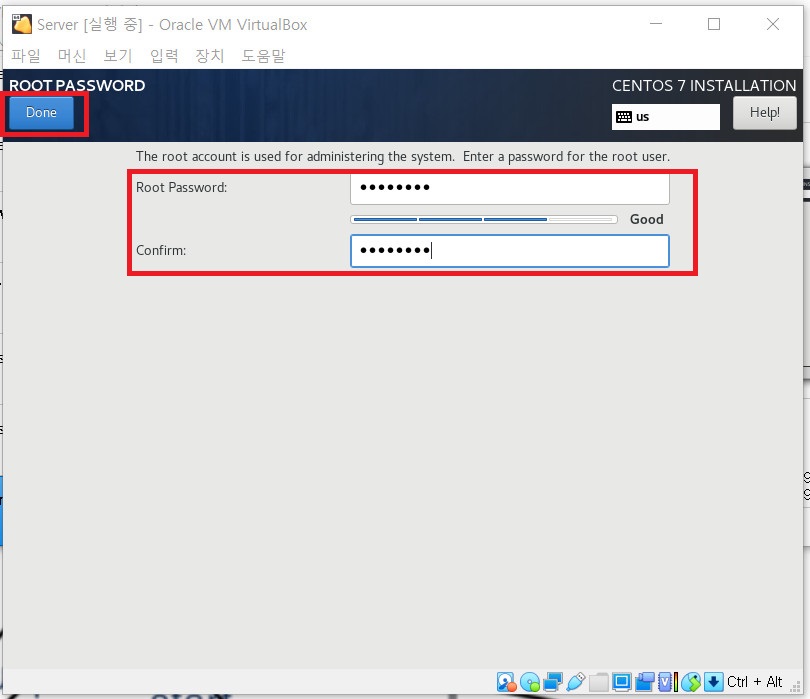 Server [실행 중] - Oracle VM VirtualBox
파일 머신 보기 입력 장치 도움말
ROOT PASSWORD
CENTOS 7 INSTALLATION
Done
us
Help!
The root account is used for administering the system. Enter a password for the root user.
Root Password:
••••••••
Good
Confirm:
••••••••
Ctrl + Alt